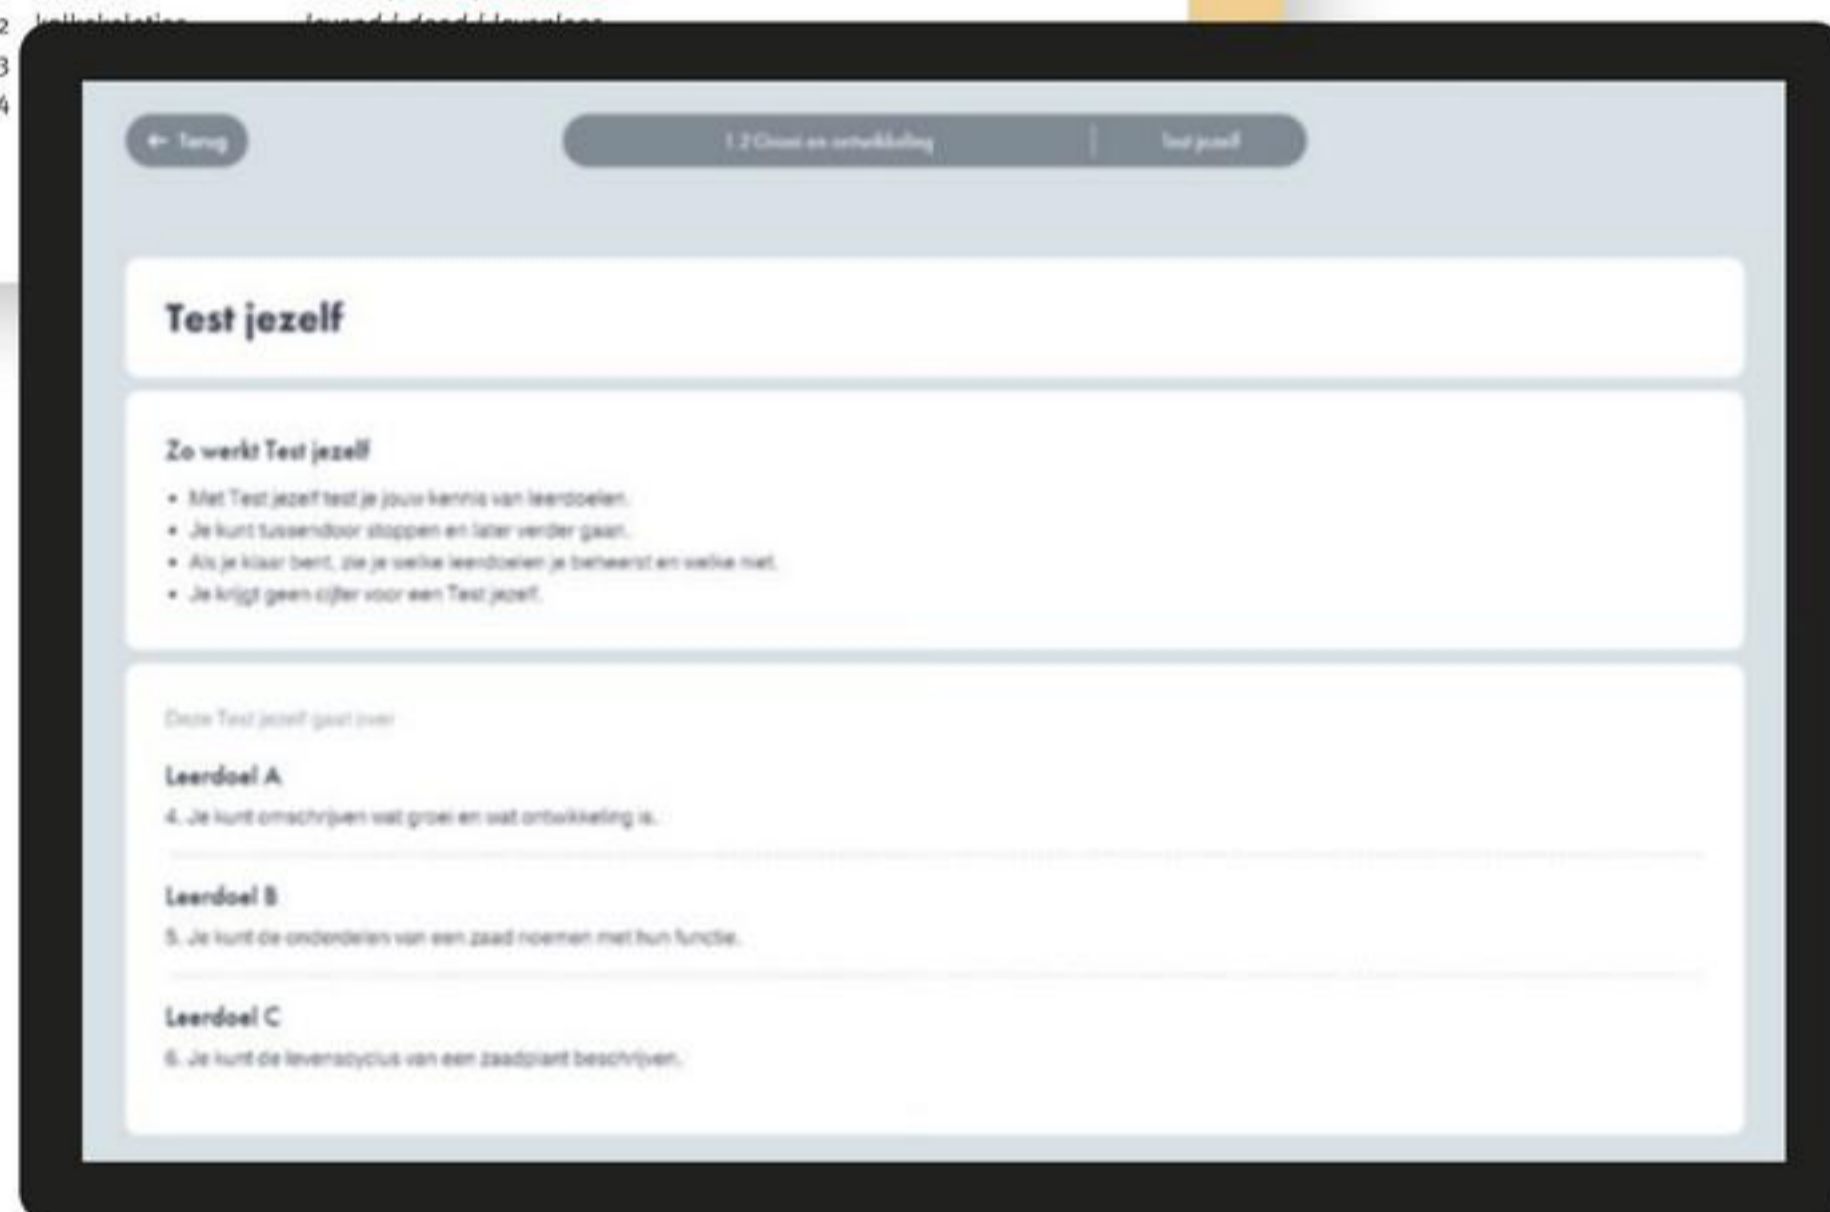 2
3
4
← Terug
1.2 Groei en ontwikkeling
Test jezelf
Test jezelf
Zo werkt Test jezelf
• Met Test jezelf test je jouw kennis van leerdoelen.
• Je kunt tussendoor stoppen en later verder gaan.
• Als je klaar bent, zie je welke leerdoelen je beheerst en welke niet.
• Je krijgt geen cijfer voor een Test jezelf.
Deze Test jezelf gaat over
Leerdoel A
4. Je kunt omschrijven wat groei en wat ontwikkeling is.
Leerdoel B
5. Je kunt de onderdelen van een zaad noemen met hun functie.
Leerdoel C
6. Je kunt de levenscyclus van een zaadplant beschrijven.